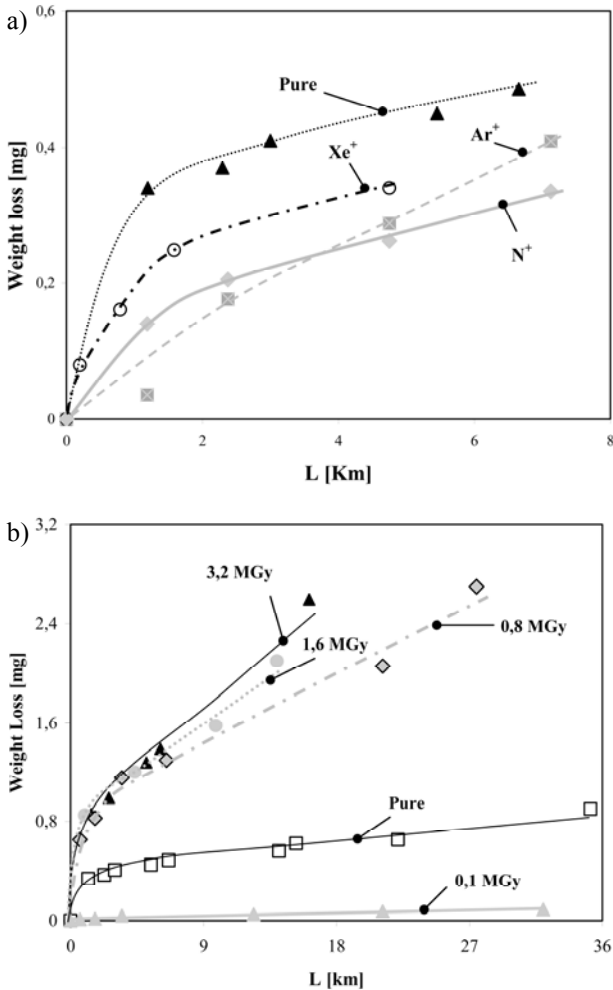 a)
0,6
0,4
0,2
0
Weight loss [mg]
Pure
Xe⁺
Ar⁺
N⁺
0
2
4
6
8
L [Km]
b)
3,2
2,4
1,6
0,8
0
Weight Loss [mg]
3,2 MGy
1,6 MGy
0,8 MGy
Pure
0,1 MGy
0
9
18
27
36
L [km]